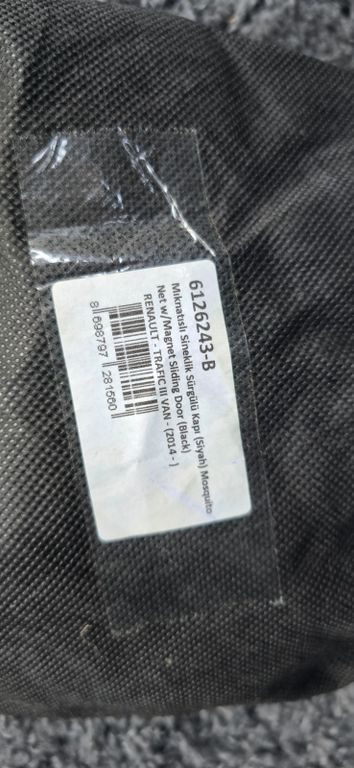 6126243-B
Mıknatıslı Sineklik Sürgülü Kapı (Siyah) Mosquito
Net w/Magnet Sliding Door (Black)
RENAULT - TRAFIC III VAN - (2014 - )
8 698797 281560